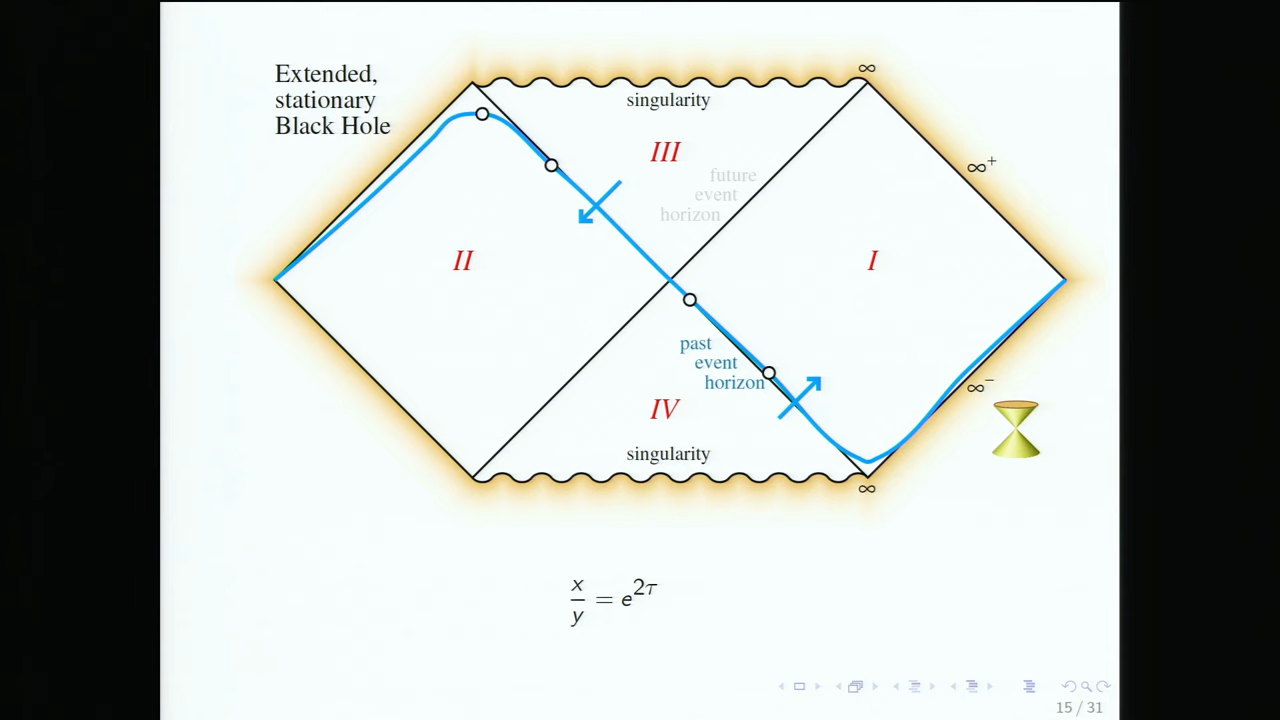 Extended,
stationary
Black Hole
∞
singularity
III
future
event
horizon
∞⁺
II
I
past
event
horizon
∞⁻
IV
singularity
∞
x/y = e^{2τ}
15 / 31